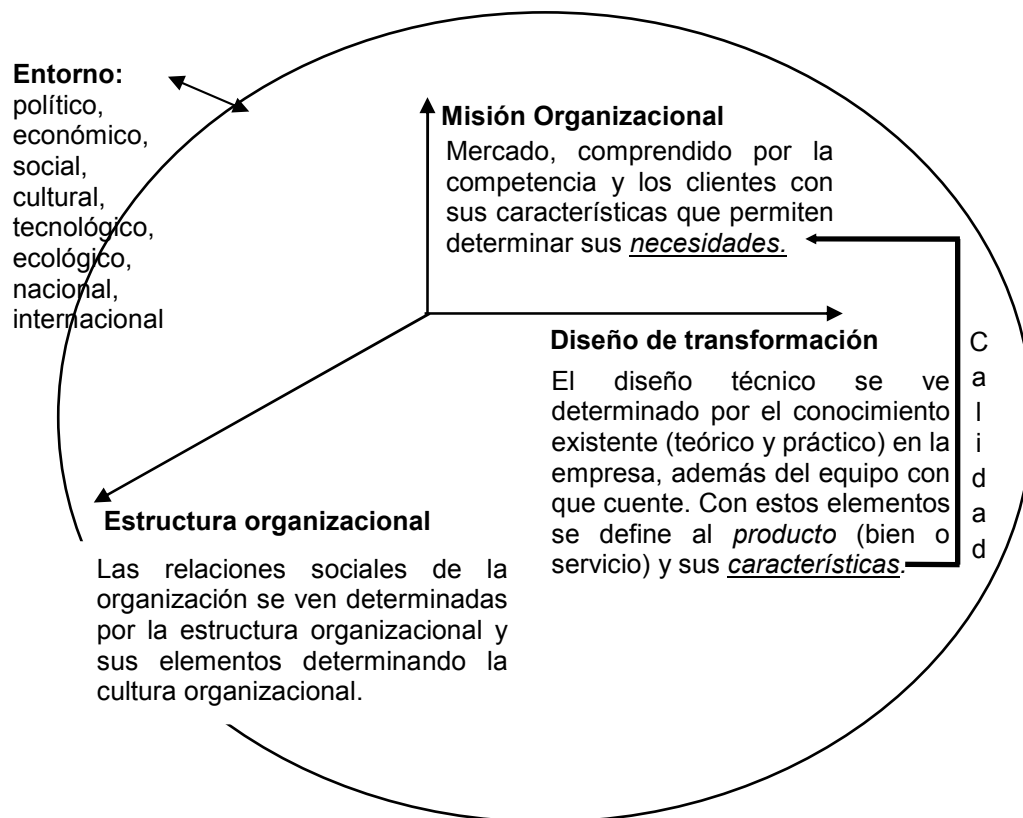 Entorno:
político,
económico,
social,
cultural,
tecnológico,
ecológico,
nacional,
internacional
Misión Organizacional
Mercado, comprendido por la
competencia y los clientes con
sus características que permiten
determinar sus necesidades.
Diseño de transformación
El diseño técnico se ve
determinado por el conocimiento
existente (teórico y práctico) en la
empresa, además del equipo con
que cuente. Con estos elementos
se define al producto (bien o
servicio) y sus características.
C
a
l
i
d
a
d
Estructura organizacional
Las relaciones sociales de la
organización se ven determinadas
por la estructura organizacional y
sus elementos determinando la
cultura organizacional.